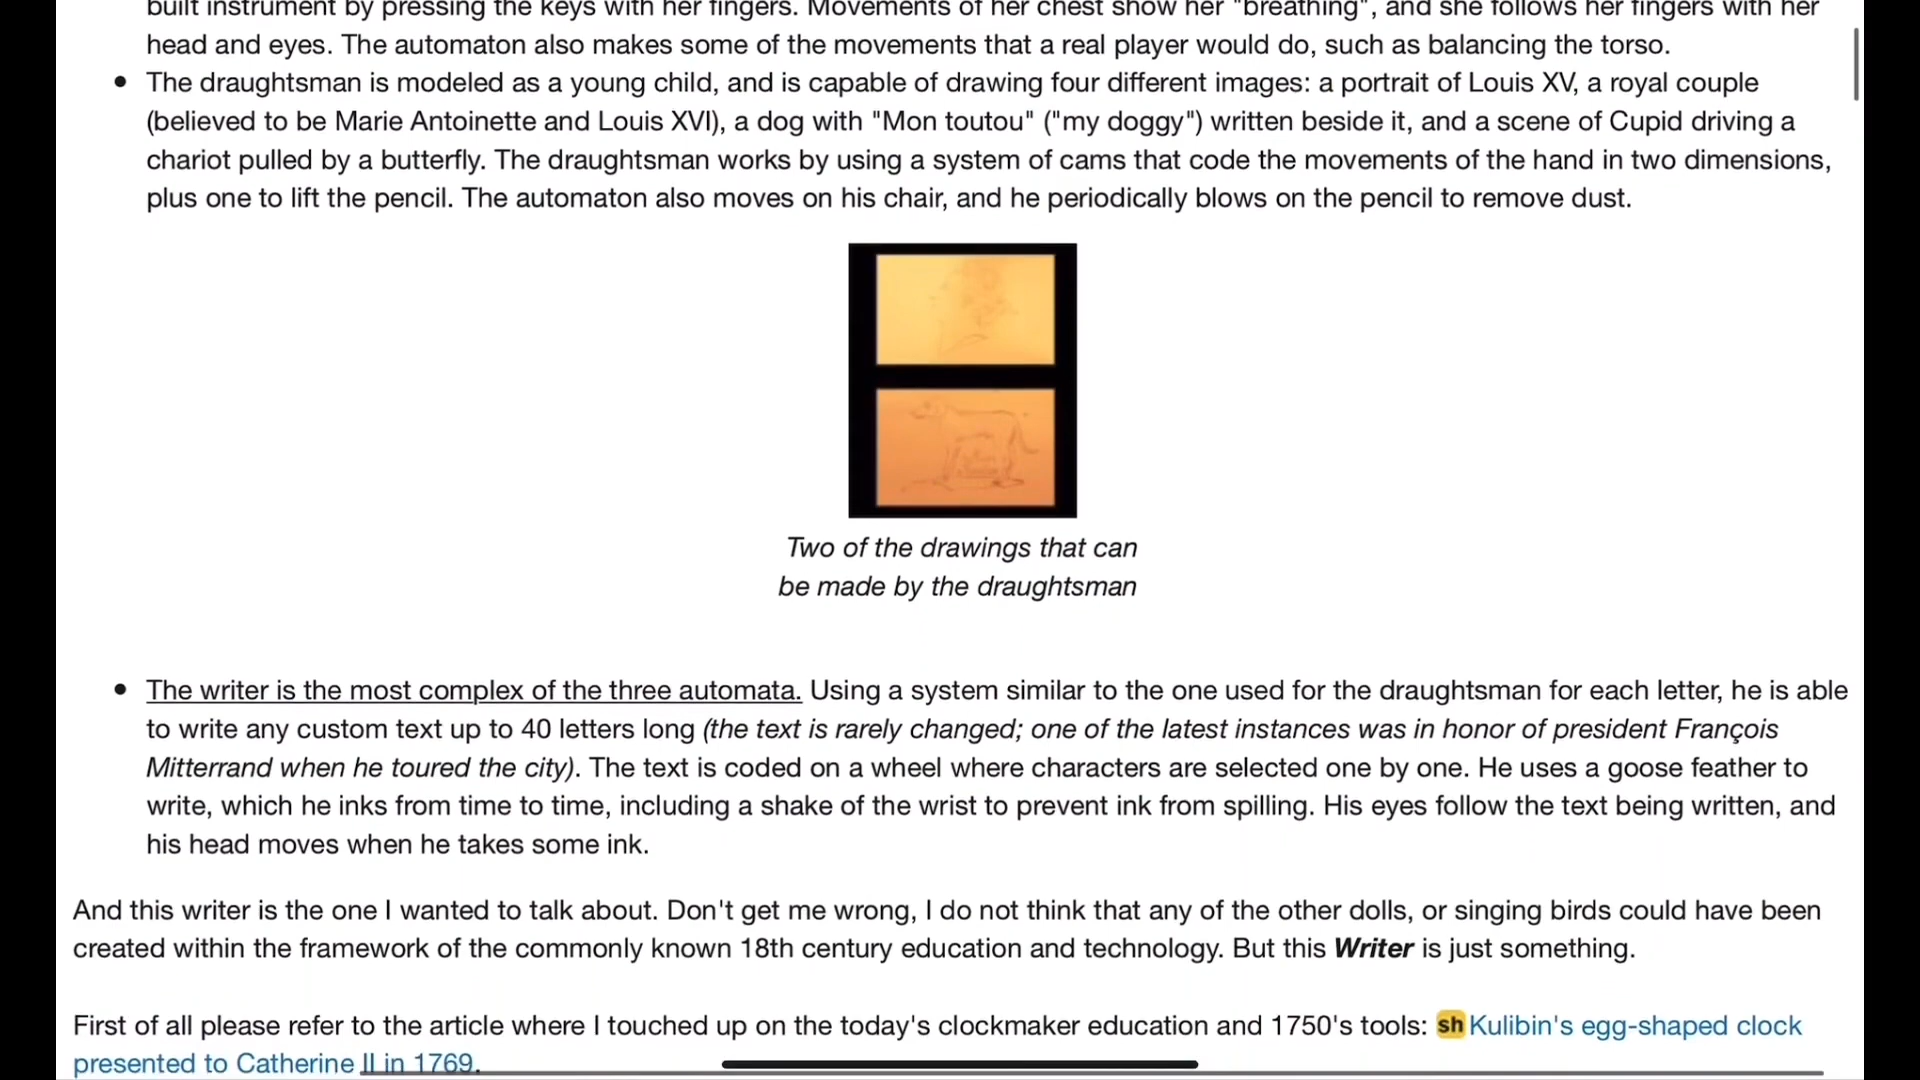 built instrument by pressing the keys with her fingers. Movements of her chest show her "breathing", and she follows her fingers with her
head and eyes. The automaton also makes some of the movements that a real player would do, such as balancing the torso.
• The draughtsman is modeled as a young child, and is capable of drawing four different images: a portrait of Louis XV, a royal couple
(believed to be Marie Antoinette and Louis XVI), a dog with "Mon toutou" ("my doggy") written beside it, and a scene of Cupid driving a
chariot pulled by a butterfly. The draughtsman works by using a system of cams that code the movements of the hand in two dimensions,
plus one to lift the pencil. The automaton also moves on his chair, and he periodically blows on the pencil to remove dust.
Two of the drawings that can
be made by the draughtsman
• The writer is the most complex of the three automata. Using a system similar to the one used for the draughtsman for each letter, he is able
to write any custom text up to 40 letters long (the text is rarely changed; one of the latest instances was in honor of president François
Mitterrand when he toured the city). The text is coded on a wheel where characters are selected one by one. He uses a goose feather to
write, which he inks from time to time, including a shake of the wrist to prevent ink from spilling. His eyes follow the text being written, and
his head moves when he takes some ink.
And this writer is the one I wanted to talk about. Don't get me wrong, I do not think that any of the other dolls, or singing birds could have been
created within the framework of the commonly known 18th century education and technology. But this Writer is just something.
First of all please refer to the article where I touched up on the today's clockmaker education and 1750's tools: sh Kulibin's egg-shaped clock
presented to Catherine II in 1769.